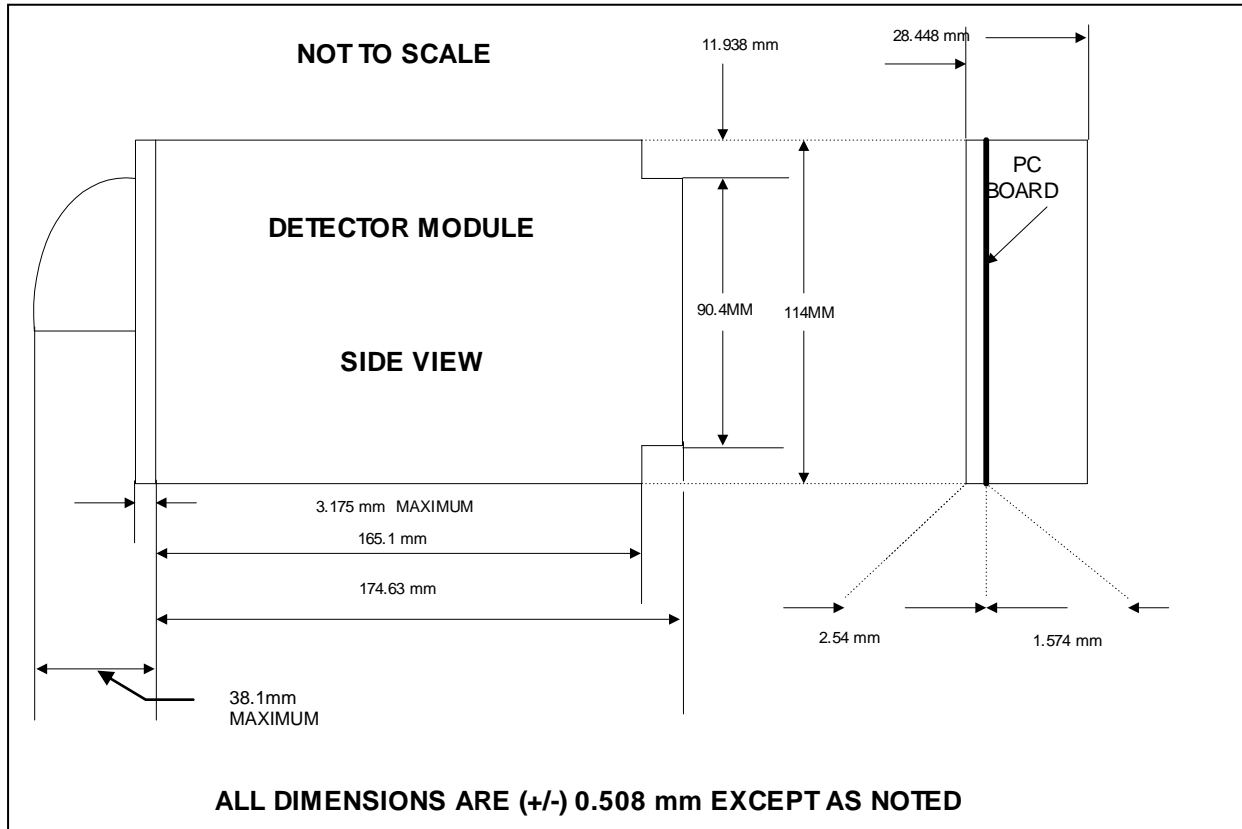 NOT TO SCALE
11.938 mm
28.448 mm
PC
BOARD
DETECTOR MODULE
90.4MM
114MM
SIDE VIEW
3.175 mm MAXIMUM
165.1 mm
174.63 mm
2.54 mm
1.574 mm
38.1mm
MAXIMUM
ALL DIMENSIONS ARE (+/-) 0.508 mm EXCEPT AS NOTED